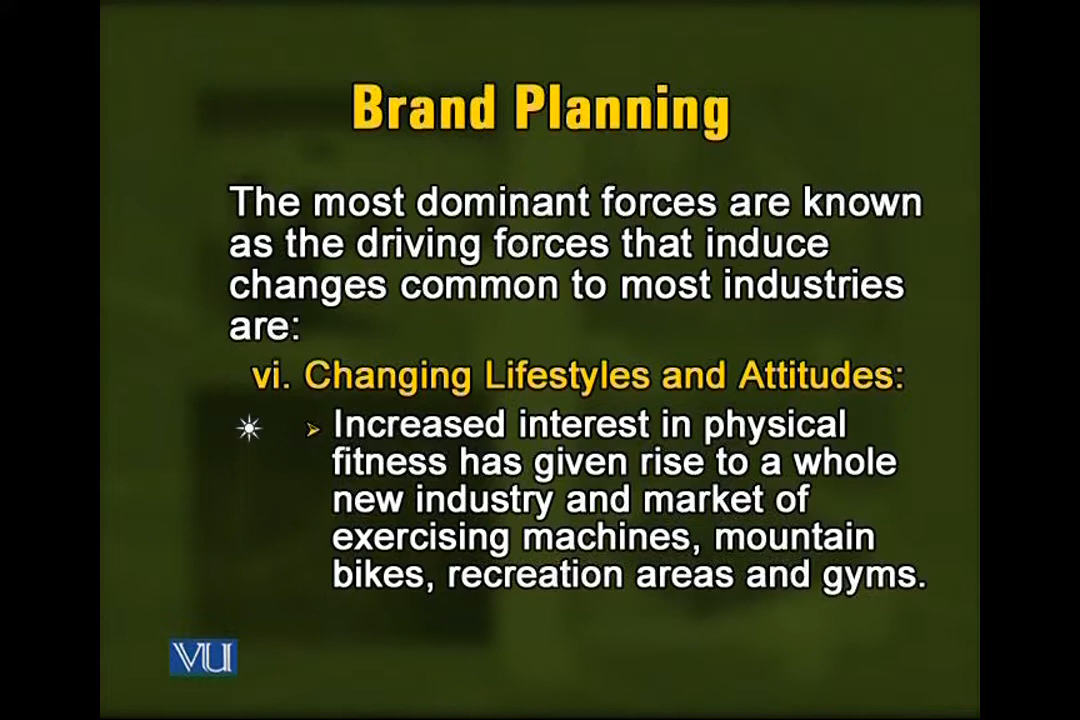 Brand Planning
The most dominant forces are known
as the driving forces that induce
changes common to most industries
are:
vi. Changing Lifestyles and Attitudes:
➢ Increased interest in physical
fitness has given rise to a whole
new industry and market of
exercising machines, mountain
bikes, recreation areas and gyms.
VU